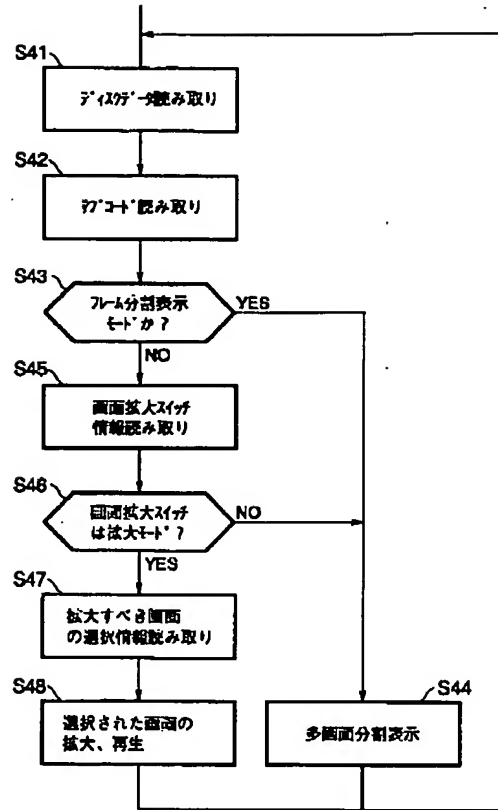 S41
ディスクデータ読み取り
S42
サブコード読み取り
S43
フレーム分割表示
モードか?
YES
NO
S45
画面拡大スイッチ
情報読み取り
S46
画面拡大スイッチ
は拡大モード?
NO
YES
S47
拡大すべき画面
の選択情報読み取り
S48
選択された画面の
拡大、再生
S44
多画面分割表示